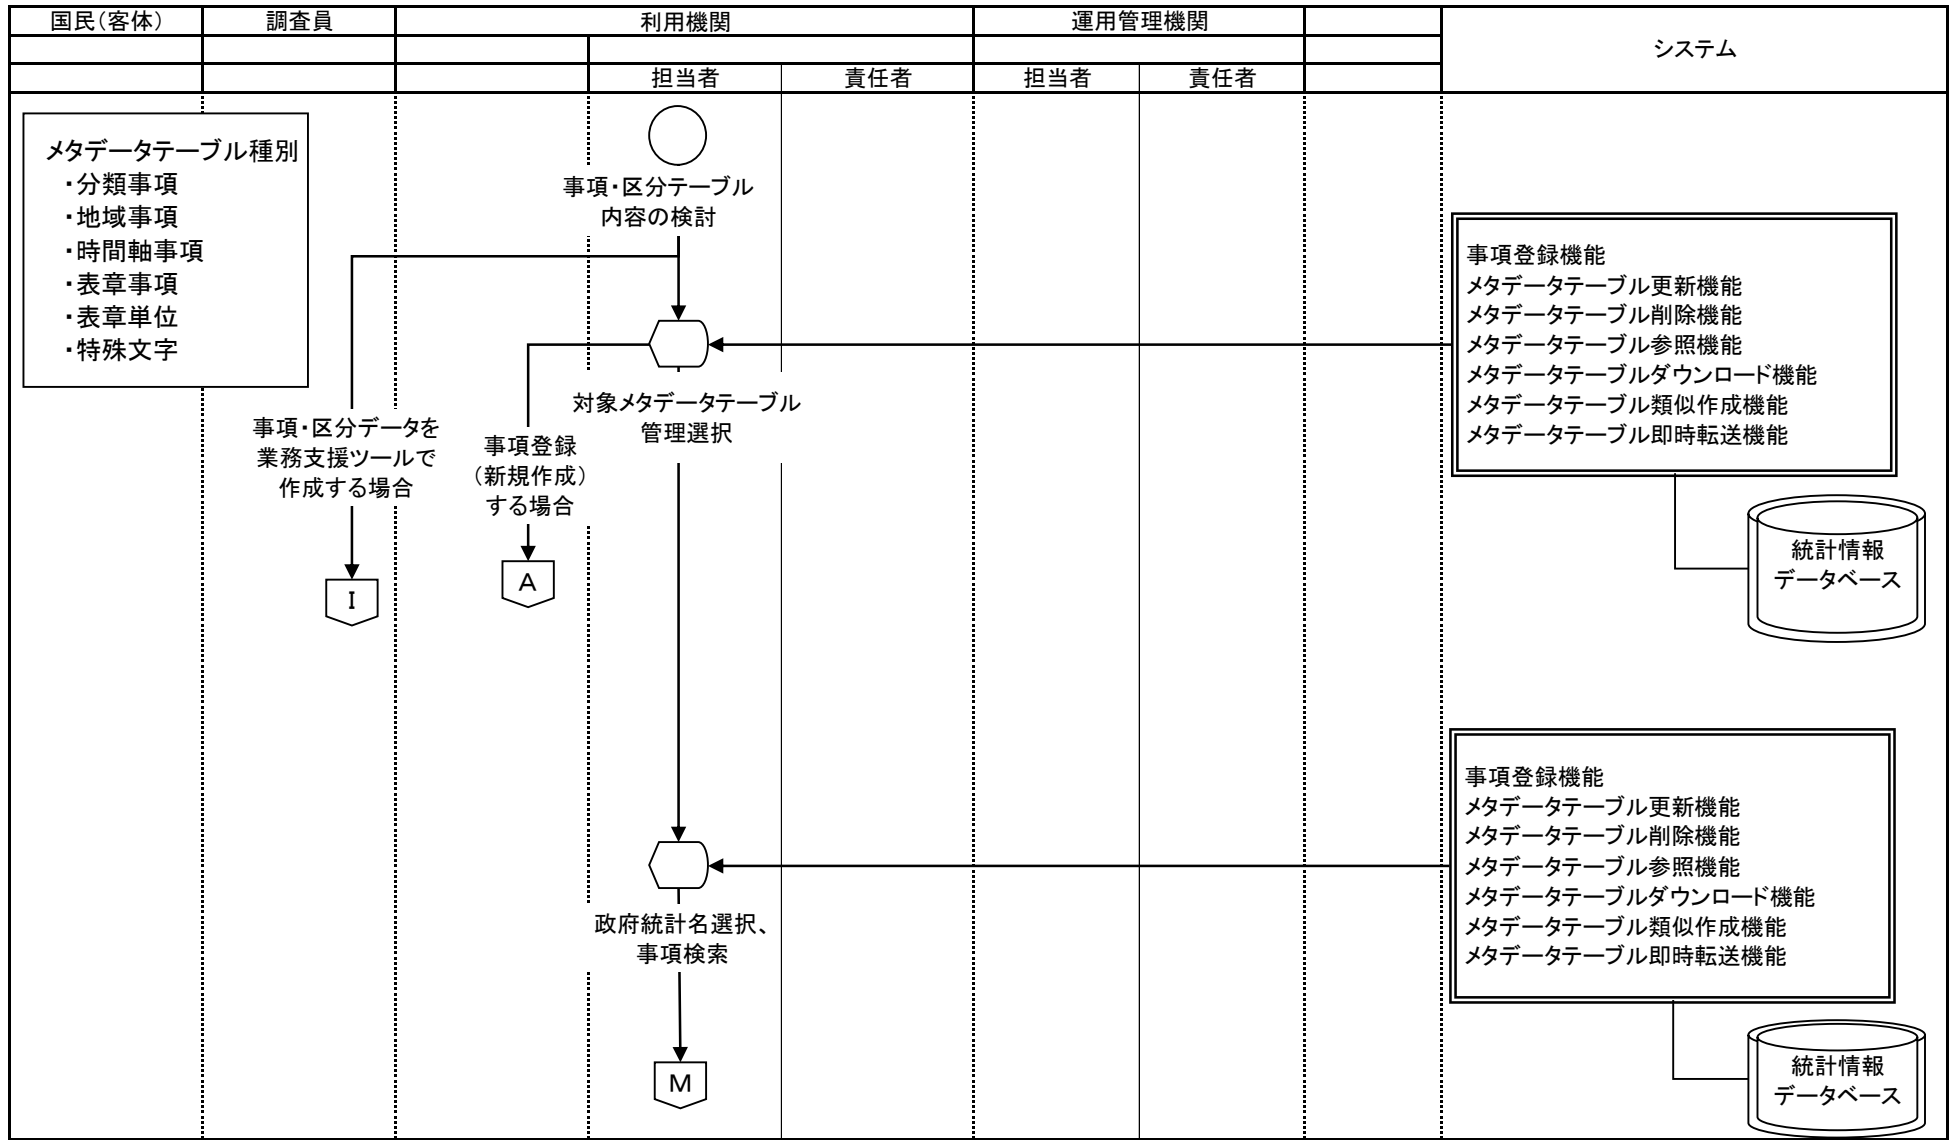 国民（客体）
調査員
利用機関
運用管理機関
システム
担当者
責任者
担当者
責任者
メタデータテーブル種別
・分類事項
・地域事項
・時間軸事項
・表章事項
・表章単位
・特殊文字
事項・区分テーブル
内容の検討
事項登録機能
メタデータテーブル更新機能
メタデータテーブル削除機能
メタデータテーブル参照機能
メタデータテーブルダウンロード機能
メタデータテーブル類似作成機能
メタデータテーブル即時転送機能
対象メタデータテーブル
管理選択
事項・区分データを
業務支援ツールで
作成する場合
事項登録
（新規作成）
する場合
統計情報
データベース
I
A
事項登録機能
メタデータテーブル更新機能
メタデータテーブル削除機能
メタデータテーブル参照機能
メタデータテーブルダウンロード機能
メタデータテーブル類似作成機能
メタデータテーブル即時転送機能
政府統計名選択、
事項検索
統計情報
データベース
M